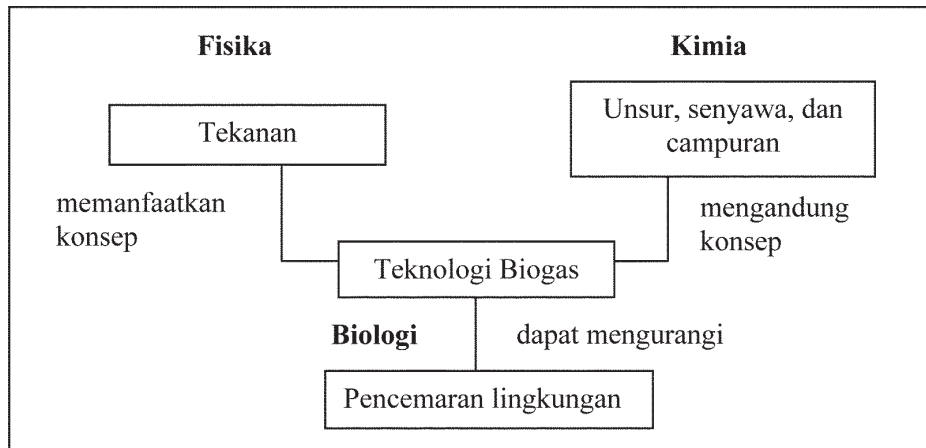 Fisika
Kimia
Tekanan
Unsur, senyawa, dan
campuran
memanfaatkan
konsep
mengandung
konsep
Teknologi Biogas
Biologi
dapat mengurangi
Pencemaran lingkungan